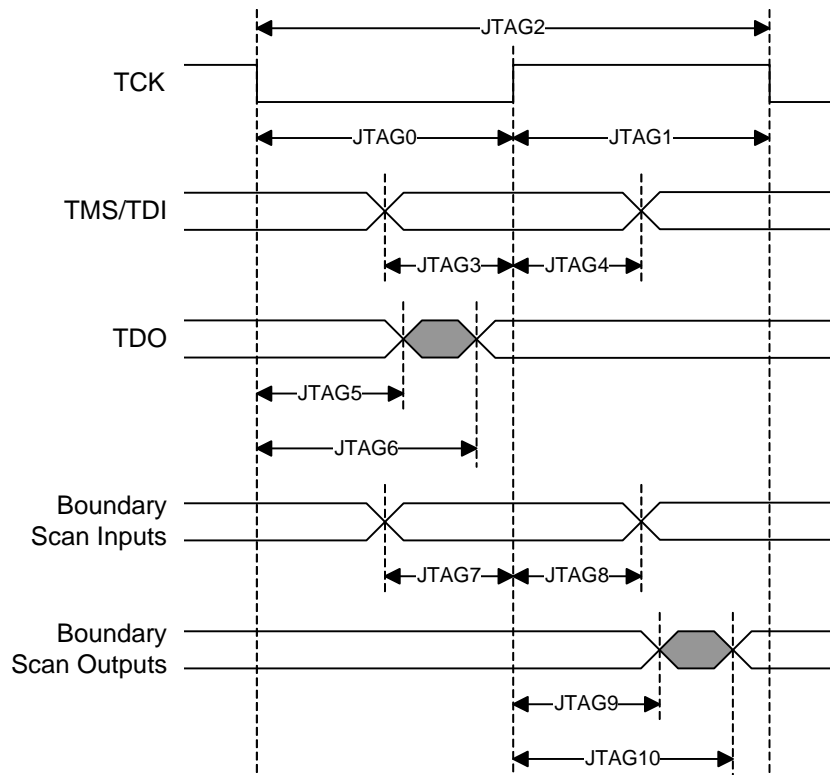 JTAG2
TCK
JTAG0
JTAG1
TMS/TDI
JTAG3
JTAG4
TDO
JTAG5
JTAG6
Boundary
Scan Inputs
JTAG7
JTAG8
Boundary
Scan Outputs
JTAG9
JTAG10